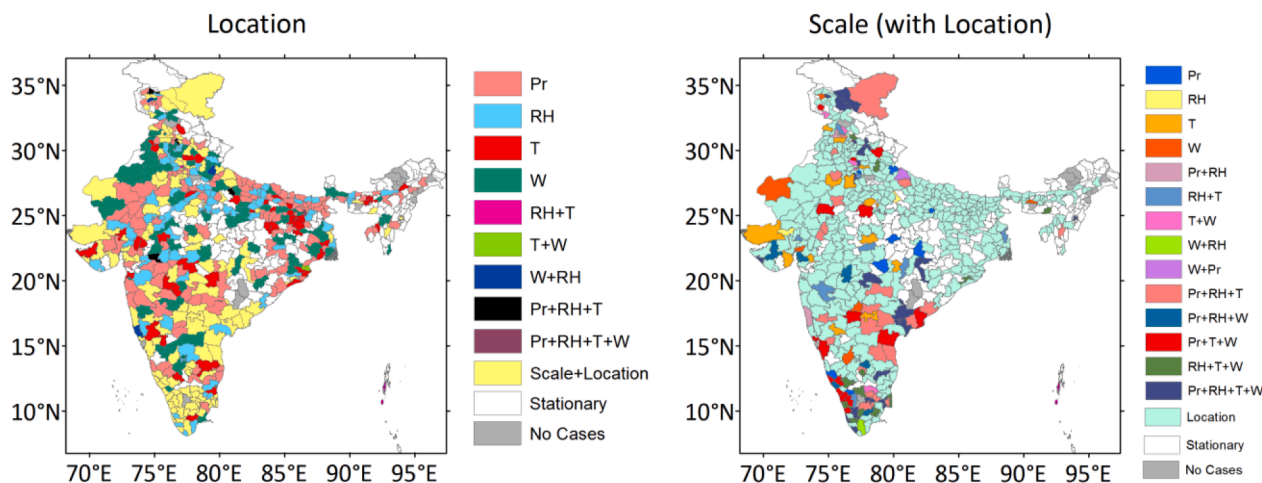 Location
35°N
30°N
25°N
20°N
15°N
10°N
70°E 75°E 80°E 85°E 90°E 95°E
Pr
RH
T
W
RH+T
T+W
W+RH
Pr+RH+T
Pr+RH+T+W
Scale+Location
Stationary
No Cases
Scale (with Location)
35°N
30°N
25°N
20°N
15°N
10°N
70°E 75°E 80°E 85°E 90°E 95°E
Pr
RH
T
W
Pr+RH
RH+T
T+W
W+RH
W+Pr
Pr+RH+T
Pr+RH+W
Pr+T+W
RH+T+W
Pr+RH+T+W
Location
Stationary
No Cases